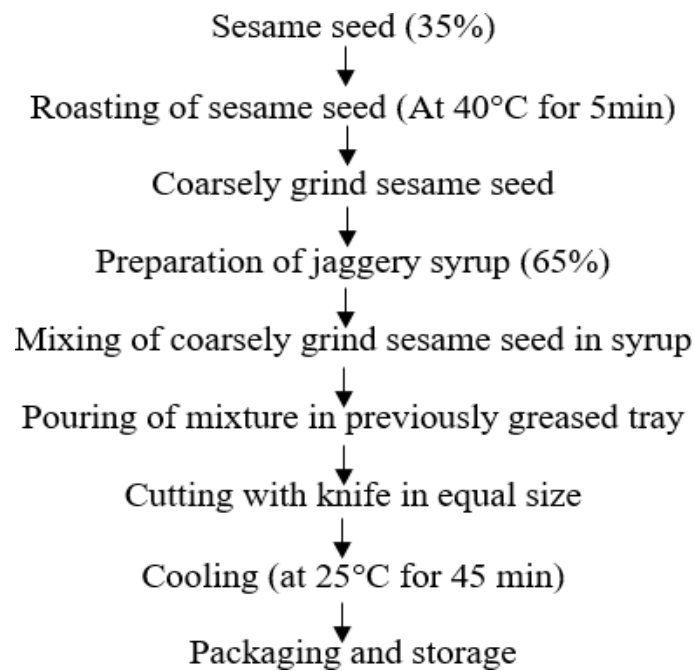 Sesame seed (35%)
Roasting of sesame seed (At 40°C for 5min)
Coarsely grind sesame seed
Preparation of jaggery syrup (65%)
Mixing of coarsely grind sesame seed in syrup
Pouring of mixture in previously greased tray
Cutting with knife in equal size
Cooling (at 25°C for 45 min)
Packaging and storage